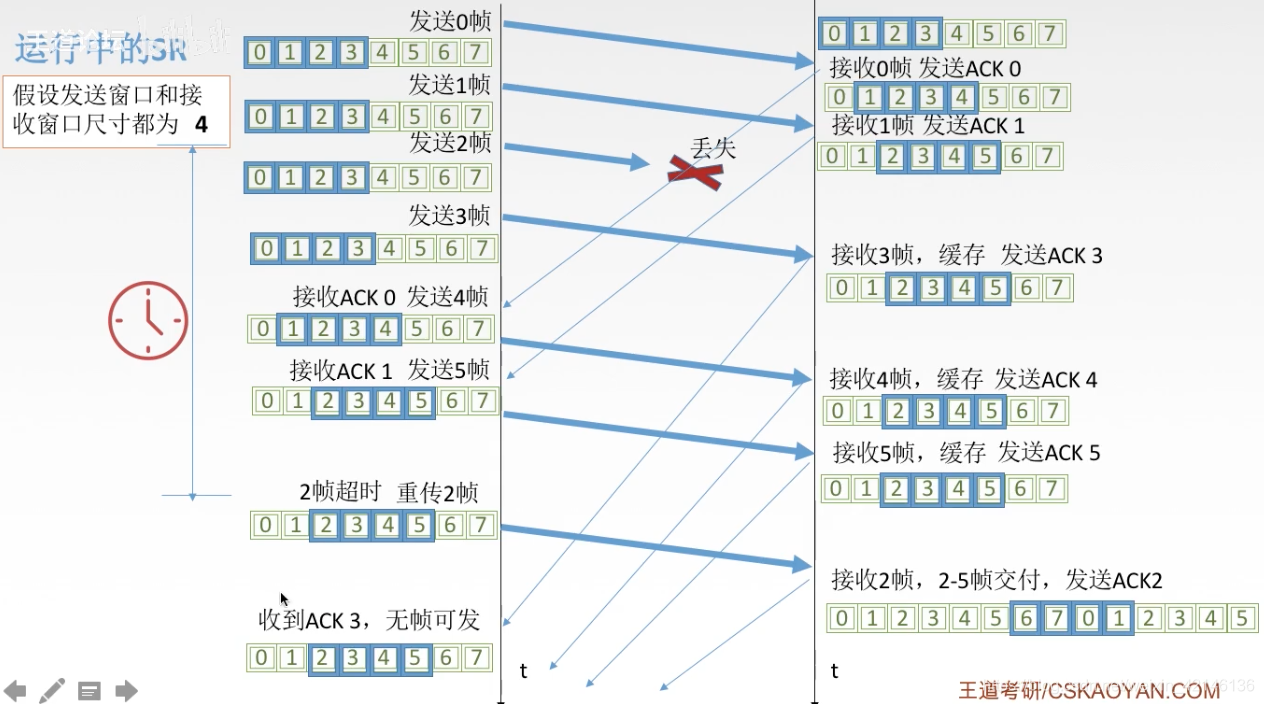 运行中的SR
假设发送窗口和接
收窗口尺寸都为 4
发送0帧
0 1 2 3 4 5 6 7
发送1帧
0 1 2 3 4 5 6 7
发送2帧
0 1 2 3 4 5 6 7
发送3帧
0 1 2 3 4 5 6 7
接收ACK 0 发送4帧
0 1 2 3 4 5 6 7
接收ACK 1 发送5帧
0 1 2 3 4 5 6 7
2帧超时 重传2帧
0 1 2 3 4 5 6 7
收到ACK 3，无帧可发
0 1 2 3 4 5 6 7
丢失
t
0 1 2 3 4 5 6 7
接收0帧 发送ACK 0
0 1 2 3 4 5 6 7
接收1帧 发送ACK 1
0 1 2 3 4 5 6 7
接收3帧，缓存 发送ACK 3
0 1 2 3 4 5 6 7
接收4帧，缓存 发送ACK 4
0 1 2 3 4 5 6 7
接收5帧，缓存 发送ACK 5
0 1 2 3 4 5 6 7
接收2帧，2-5帧交付，发送ACK2
0 1 2 3 4 5 6 7 0 1 2 3 4 5
t
王道考研/CSKAOYAN.COM